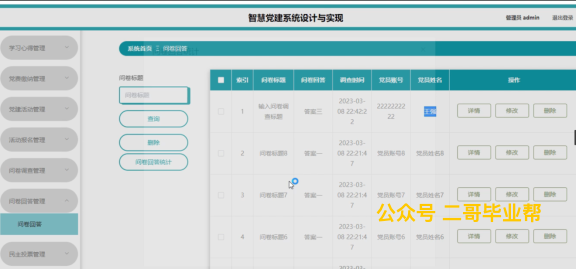 智慧党建系统设计与实现
管理员 admin 退出登录
学习心得管理
党费缴纳管理
党建活动管理
活动报名管理
问卷调查管理
问卷回答管理
问卷回答
民主投票管理
系统首页 问卷回答
问卷标题
问卷标题
查询
删除
问卷回答统计
索引 问卷标题 问卷回答 调查时间 党员账号 党员姓名 操作
1 输入问卷调查标题 答案三 2023-03-08 22:42:22 222222222222 王强 详情 修改 删除
2 问卷标题8 答案一 2023-03-08 22:21:47 党员账号8 党员姓名8 详情 修改 删除
3 问卷标题7 答案一 2023-03-08 22:21:47 党员账号7 党员姓名7 详情 修改 删除
4 问卷标题6 答案一 2023-03-08 22:21:47 党员账号6 党员姓名6 详情 修改 删除
公众号 二哥毕业帮